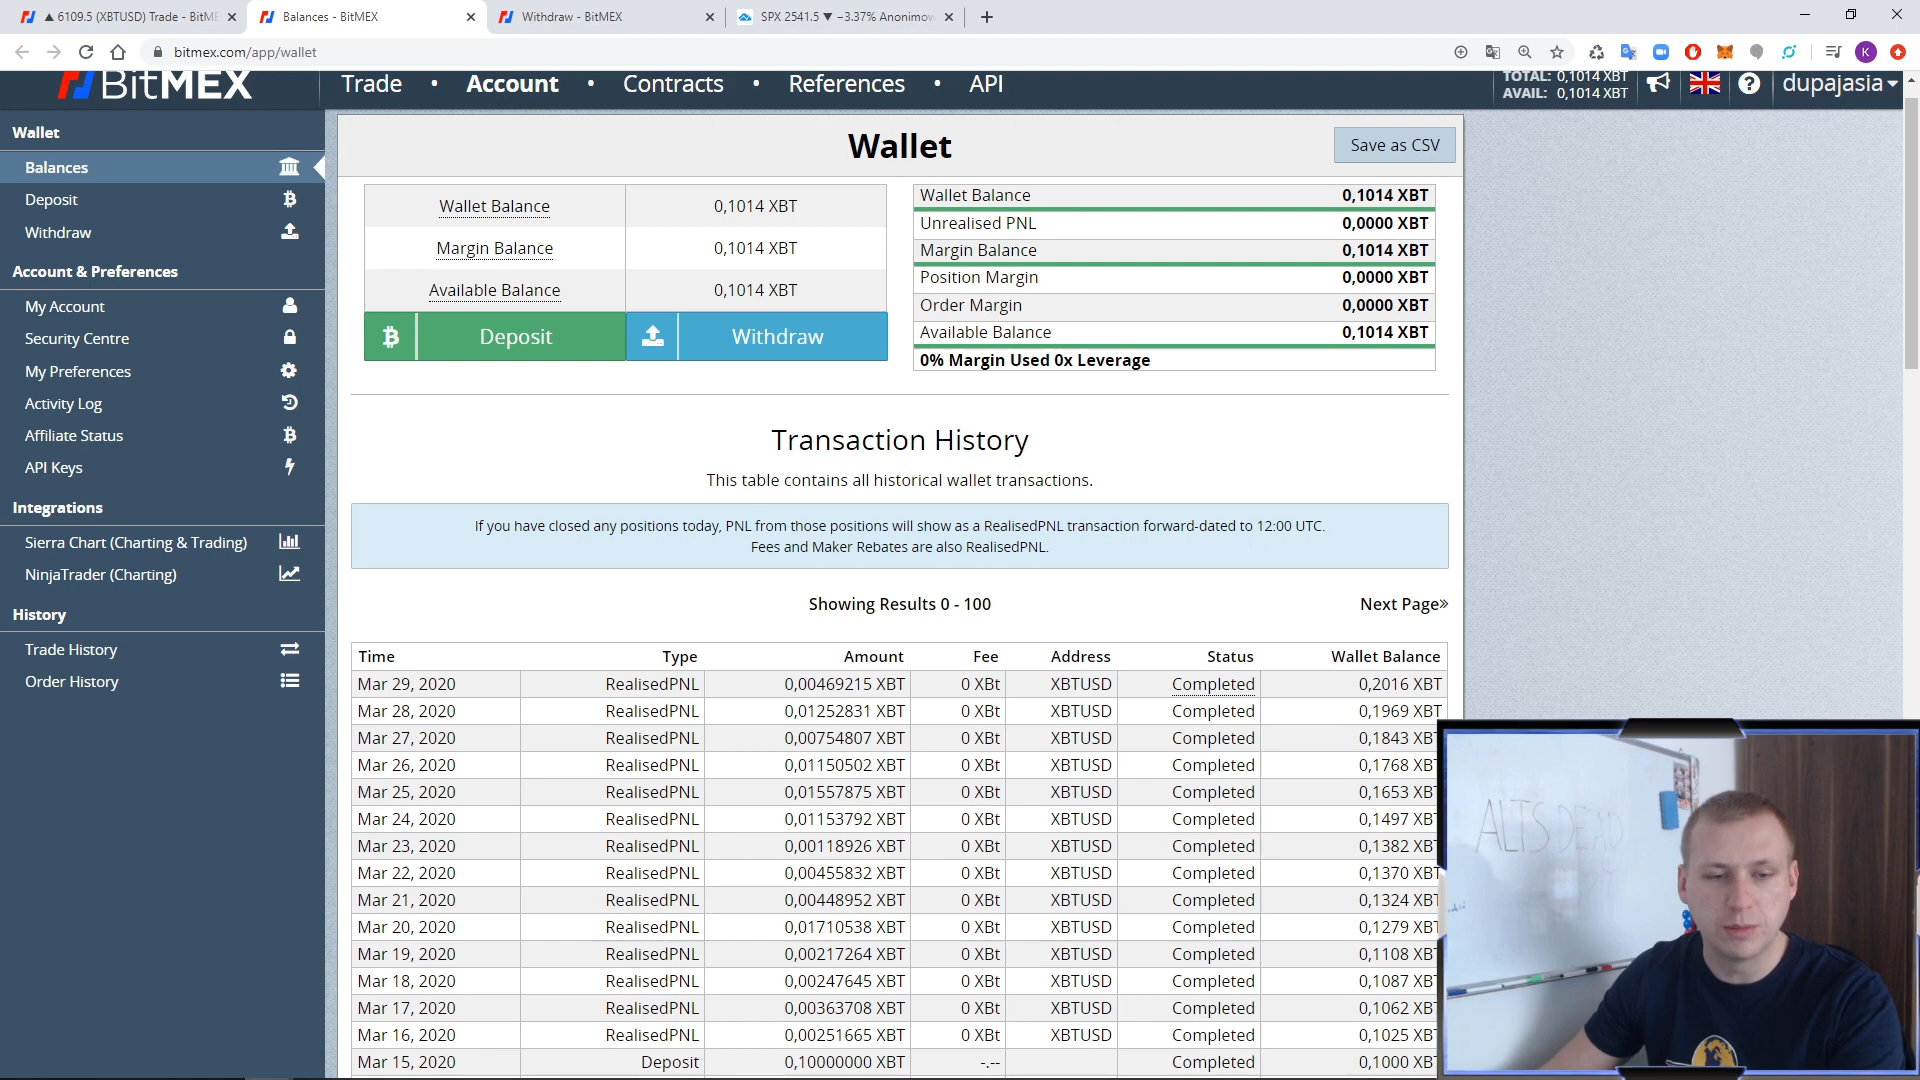 ▲ 6109.5 (XBTUSD) Trade - BitME
Balances - BitMEX
Withdraw - BitMEX
SPX 2541.5 ▼ −3.37% Anonimow
bitmex.com/app/wallet
K
BitMEX
Trade • Account • Contracts • References • API
TOTAL: 0,1014 XBT
AVAIL: 0,1014 XBT
dupajasia
Wallet
Balances
Deposit
Withdraw
Account & Preferences
My Account
Security Centre
My Preferences
Activity Log
Affiliate Status
API Keys
Integrations
Sierra Chart (Charting & Trading)
NinjaTrader (Charting)
History
Trade History
Order History
Wallet
Save as CSV
Wallet Balance 0,1014 XBT
Margin Balance 0,1014 XBT
Available Balance 0,1014 XBT
Deposit
Withdraw
Wallet Balance 0,1014 XBT
Unrealised PNL 0,0000 XBT
Margin Balance 0,1014 XBT
Position Margin 0,0000 XBT
Order Margin 0,0000 XBT
Available Balance 0,1014 XBT
0% Margin Used 0x Leverage
Transaction History
This table contains all historical wallet transactions.
If you have closed any positions today, PNL from those positions will show as a RealisedPNL transaction forward-dated to 12:00 UTC.
Fees and Maker Rebates are also RealisedPNL.
Showing Results 0 - 100
Next Page»
Time Type Amount Fee Address Status Wallet Balance
Mar 29, 2020 RealisedPNL 0,00469215 XBT 0 XBt XBTUSD Completed 0,2016 XBT
Mar 28, 2020 RealisedPNL 0,01252831 XBT 0 XBt XBTUSD Completed 0,1969 XBT
Mar 27, 2020 RealisedPNL 0,00754807 XBT 0 XBt XBTUSD Completed 0,1843 XBT
Mar 26, 2020 RealisedPNL 0,01150502 XBT 0 XBt XBTUSD Completed 0,1768 XBT
Mar 25, 2020 RealisedPNL 0,01557875 XBT 0 XBt XBTUSD Completed 0,1653 XBT
Mar 24, 2020 RealisedPNL 0,01153792 XBT 0 XBt XBTUSD Completed 0,1497 XBT
Mar 23, 2020 RealisedPNL 0,00118926 XBT 0 XBt XBTUSD Completed 0,1382 XBT
Mar 22, 2020 RealisedPNL 0,00455832 XBT 0 XBt XBTUSD Completed 0,1370 XBT
Mar 21, 2020 RealisedPNL 0,00448952 XBT 0 XBt XBTUSD Completed 0,1324 XBT
Mar 20, 2020 RealisedPNL 0,01710538 XBT 0 XBt XBTUSD Completed 0,1279 XBT
Mar 19, 2020 RealisedPNL 0,00217264 XBT 0 XBt XBTUSD Completed 0,1108 XBT
Mar 18, 2020 RealisedPNL 0,00247645 XBT 0 XBt XBTUSD Completed 0,1087 XBT
Mar 17, 2020 RealisedPNL 0,00363708 XBT 0 XBt XBTUSD Completed 0,1062 XBT
Mar 16, 2020 RealisedPNL 0,00251665 XBT 0 XBt XBTUSD Completed 0,1025 XBT
Mar 15, 2020 Deposit 0,10000000 XBT -.-- Completed 0,1000 XBT
ALTS DEAD